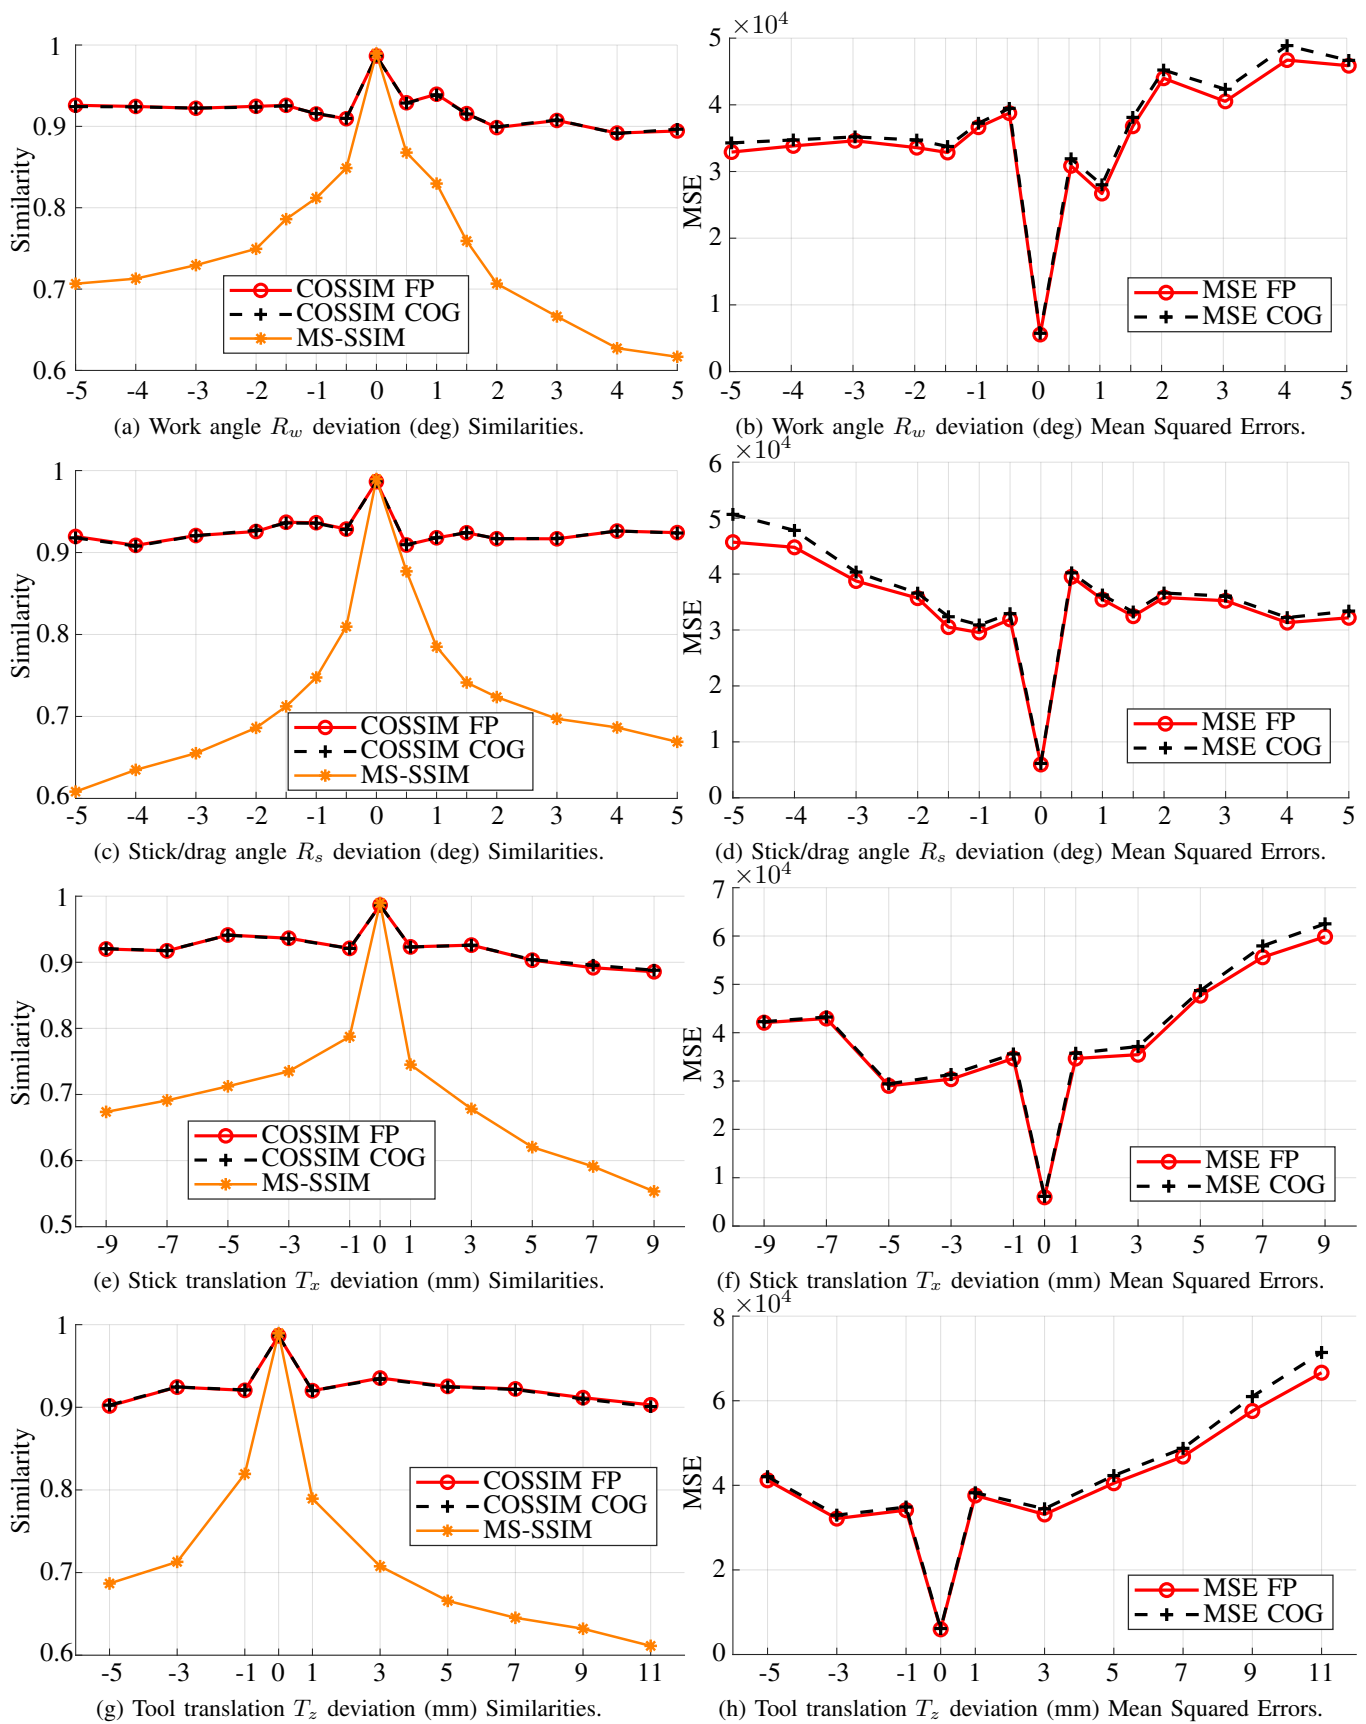 1
0.9
0.8
0.7
0.6
Similarity
COSSIM FP
COSSIM COG
MS-SSIM
-5 -4 -3 -2 -1 0 1 2 3 4 5
(a) Work angle R_w deviation (deg) Similarities.
×10^4
5
4
3
2
1
0
MSE
MSE FP
MSE COG
-5 -4 -3 -2 -1 0 1 2 3 4 5
(b) Work angle R_w deviation (deg) Mean Squared Errors.
1
0.9
0.8
0.7
0.6
Similarity
COSSIM FP
COSSIM COG
MS-SSIM
-5 -4 -3 -2 -1 0 1 2 3 4 5
(c) Stick/drag angle R_s deviation (deg) Similarities.
×10^4
6
5
4
3
2
1
0
MSE
MSE FP
MSE COG
-5 -4 -3 -2 -1 0 1 2 3 4 5
(d) Stick/drag angle R_s deviation (deg) Mean Squared Errors.
1
0.9
0.8
0.7
0.6
0.5
Similarity
COSSIM FP
COSSIM COG
MS-SSIM
-9 -7 -5 -3 -1 0 1 3 5 7 9
(e) Stick translation T_x deviation (mm) Similarities.
×10^4
7
6
5
4
3
2
1
0
MSE
MSE FP
MSE COG
-9 -7 -5 -3 -1 0 1 3 5 7 9
(f) Stick translation T_x deviation (mm) Mean Squared Errors.
1
0.9
0.8
0.7
0.6
Similarity
COSSIM FP
COSSIM COG
MS-SSIM
-5 -3 -1 0 1 3 5 7 9 11
(g) Tool translation T_z deviation (mm) Similarities.
×10^4
8
6
4
2
0
MSE
MSE FP
MSE COG
-5 -3 -1 0 1 3 5 7 9 11
(h) Tool translation T_z deviation (mm) Mean Squared Errors.